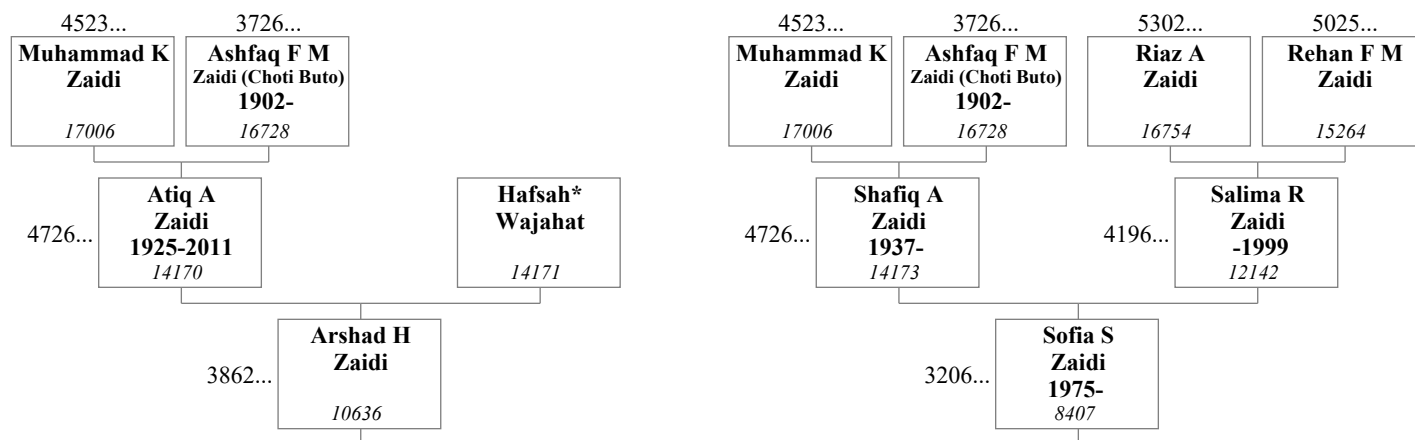 4523...
3726...
4523...
3726...
5302...
5025...
Muhammad K
Zaidi
17006
Ashfaq F M
Zaidi (Choti Buto)
1902-
16728
Muhammad K
Zaidi
17006
Ashfaq F M
Zaidi (Choti Buto)
1902-
16728
Riaz A
Zaidi
16754
Rehan F M
Zaidi
15264
4726...
Atiq A
Zaidi
1925-2011
14170
Hafsah*
Wajahat
14171
4726...
Shafiq A
Zaidi
1937-
14173
4196...
Salima R
Zaidi
-1999
12142
3862...
Arshad H
Zaidi
10636
3206...
Sofia S
Zaidi
1975-
8407